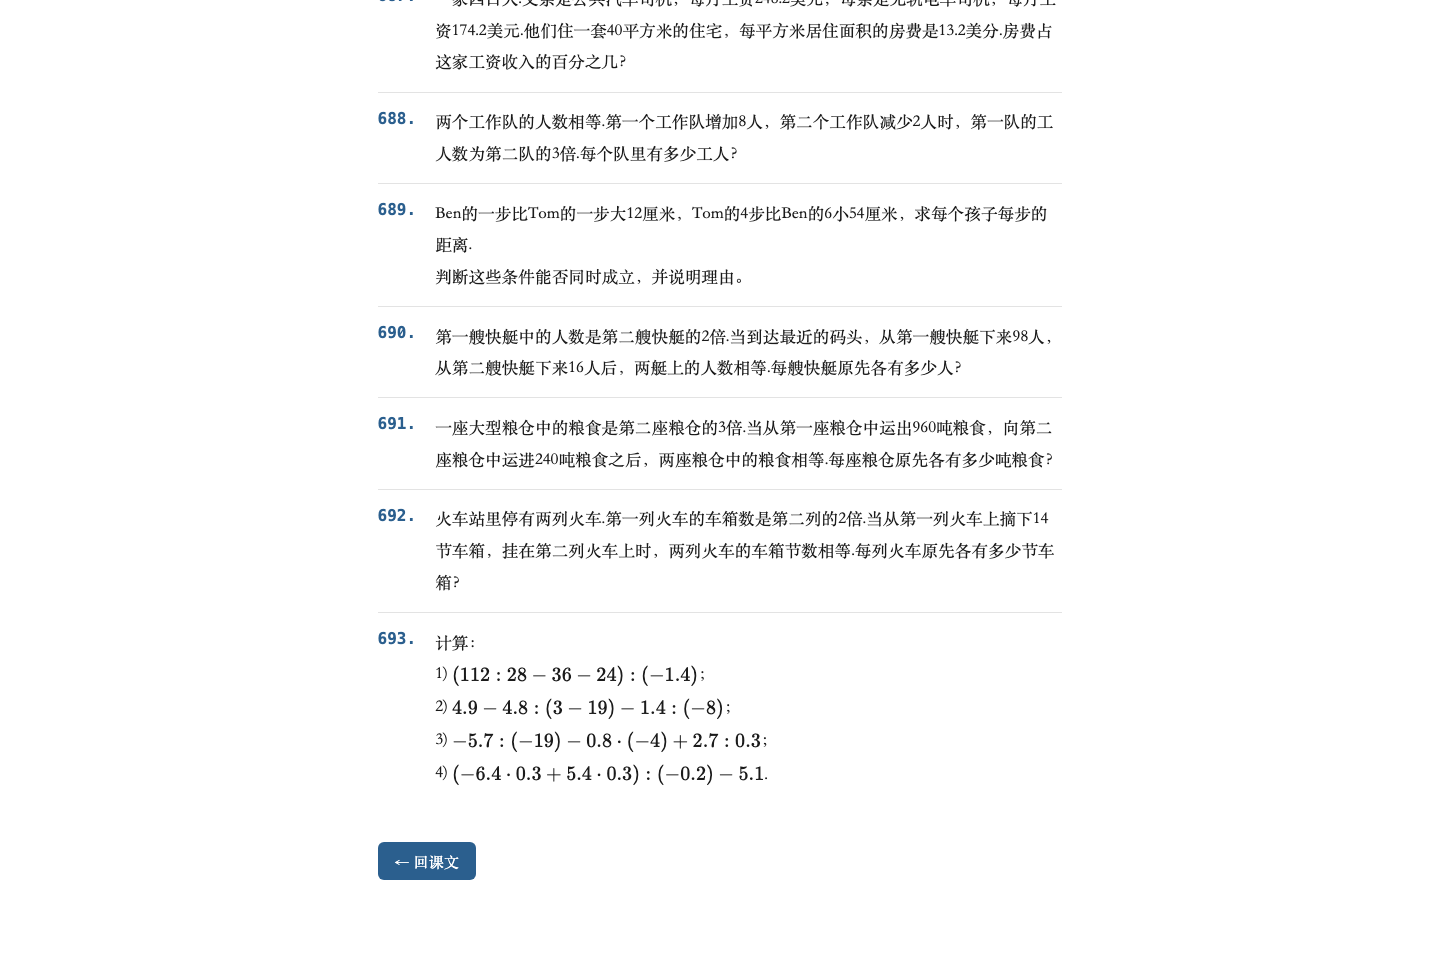 资174.2美元.他们住一套40平方米的住宅，每平方米居住面积的房费是13.2美分.房费占
这家工资收入的百分之几？
688. 两个工作队的人数相等.第一个工作队增加8人，第二个工作队减少2人时，第一队的工
人数为第二队的3倍.每个队里有多少工人？
689. Ben的一步比Tom的一步大12厘米，Tom的4步比Ben的6小54厘米，求每个孩子每步的
距离.
判断这些条件能否同时成立，并说明理由。
690. 第一艘快艇中的人数是第二艘快艇的2倍.当到达最近的码头，从第一艘快艇下来98人，
从第二艘快艇下来16人后，两艇上的人数相等.每艘快艇原先各有多少人？
691. 一座大型粮仓中的粮食是第二座粮仓的3倍.当从第一座粮仓中运出960吨粮食，向第二
座粮仓中运进240吨粮食之后，两座粮仓中的粮食相等.每座粮仓原先各有多少吨粮食？
692. 火车站里停有两列火车.第一列火车的车箱数是第二列的2倍.当从第一列火车上摘下14
节车箱，挂在第二列火车上时，两列火车的车箱节数相等.每列火车原先各有多少节车
箱？
693. 计算：
1) (112 : 28 − 36 − 24) : (−1.4)；
2) 4.9 − 4.8 : (3 − 19) − 1.4 : (−8)；
3) −5.7 : (−19) − 0.8 · (−4) + 2.7 : 0.3；
4) (−6.4 · 0.3 + 5.4 · 0.3) : (−0.2) − 5.1.
← 回课文